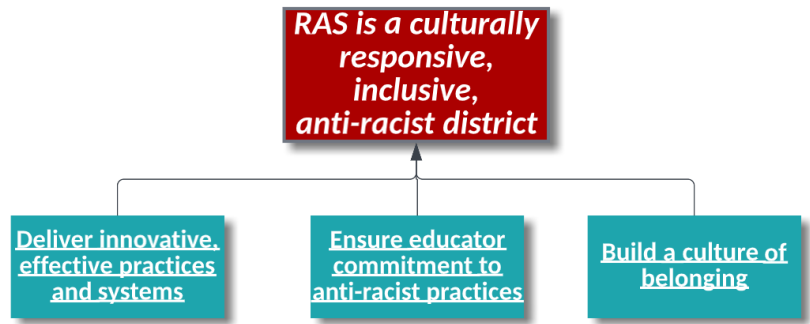 RAS is a culturally
responsive,
inclusive,
anti-racist district
Deliver innovative,
effective practices
and systems
Ensure educator
commitment to
anti-racist practices
Build a culture of
belonging